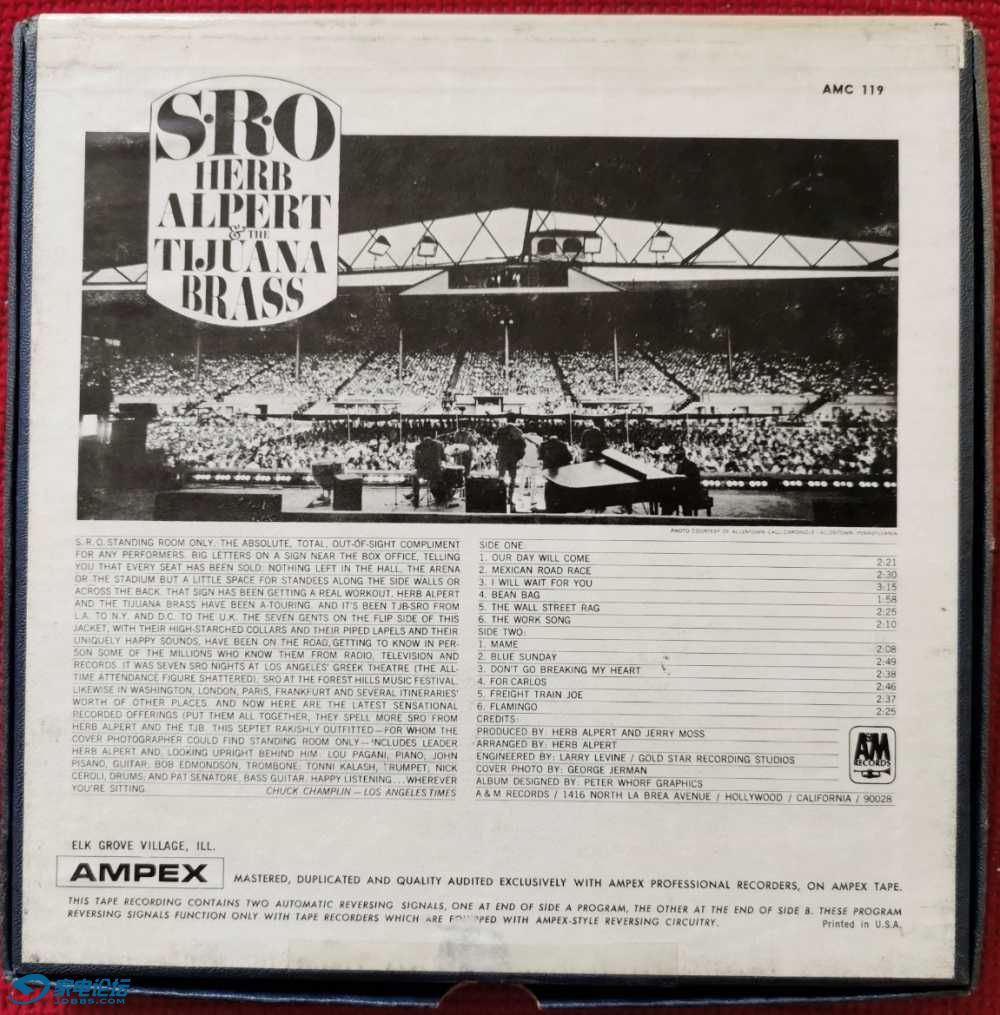 AMC 119
S·R·O
HERB
ALPERT
& THE
TIJUANA
BRASS
PHOTO COURTESY OF ALLENTOWN CALL-CHRONICLE / ALLENTOWN, PENNSYLVANIA
S. R. O. STANDING ROOM ONLY. THE ABSOLUTE, TOTAL, OUT-OF-SIGHT COMPLIMENT
FOR ANY PERFORMERS. BIG LETTERS ON A SIGN NEAR THE BOX OFFICE, TELLING
YOU THAT EVERY SEAT HAS BEEN SOLD: NOTHING LEFT IN THE HALL, THE ARENA
OR THE STADIUM BUT A LITTLE SPACE FOR STANDEES ALONG THE SIDE WALLS OR
ACROSS THE BACK. THAT SIGN HAS BEEN GETTING A REAL WORKOUT. HERB ALPERT
AND THE TIJUANA BRASS HAVE BEEN A-TOURING. AND IT'S BEEN TJB-SRO FROM
L.A. TO N.Y. AND D.C. TO THE U.K. THE SEVEN GENTS ON THE FLIP SIDE OF THIS
JACKET, WITH THEIR HIGH-STARCHED COLLARS AND THEIR PIPED LAPELS AND THEIR
UNIQUELY HAPPY SOUNDS, HAVE BEEN ON THE ROAD, GETTING TO KNOW IN PER-
SON SOME OF THE MILLIONS WHO KNOW THEM FROM RADIO, TELEVISION AND
RECORDS. IT WAS SEVEN SRO NIGHTS AT LOS ANGELES' GREEK THEATRE (THE ALL-
TIME ATTENDANCE FIGURE SHATTERED), SRO AT THE FOREST HILLS MUSIC FESTIVAL.
LIKEWISE IN WASHINGTON, LONDON, PARIS, FRANKFURT AND SEVERAL ITINERARIES'
WORTH OF OTHER PLACES. AND NOW HERE ARE THE LATEST SENSATIONAL
RECORDED OFFERINGS (PUT THEM ALL TOGETHER, THEY SPELL MORE SRO FROM
HERB ALPERT AND THE TJB. THIS SEPTET RAKISHLY OUTFITTED—FOR WHOM THE
COVER PHOTOGRAPHER COULD FIND STANDING ROOM ONLY—INCLUDES LEADER
HERB ALPERT AND, LOOKING UPRIGHT BEHIND HIM: LOU PAGANI, PIANO; JOHN
PISANO, GUITAR; BOB EDMONDSON, TROMBONE; TONNI KALASH, TRUMPET; NICK
CEROLI, DRUMS; AND PAT SENATORE, BASS GUITAR. HAPPY LISTENING . . . WHEREVER
YOU'RE SITTING. CHUCK CHAMPLIN — LOS ANGELES TIMES
SIDE ONE:
1. OUR DAY WILL COME 2:21
2. MEXICAN ROAD RACE 2:30
3. I WILL WAIT FOR YOU 3:15
4. BEAN BAG 1:58
5. THE WALL STREET RAG 2:25
6. THE WORK SONG 2:10
SIDE TWO:
1. MAME 2:08
2. BLUE SUNDAY 2:49
3. DON'T GO BREAKING MY HEART 2:38
4. FOR CARLOS 2:46
5. FREIGHT TRAIN JOE 2:37
6. FLAMINGO 2:25
CREDITS:
PRODUCED BY: HERB ALPERT AND JERRY MOSS
ARRANGED BY: HERB ALPERT
ENGINEERED BY: LARRY LEVINE / GOLD STAR RECORDING STUDIOS
COVER PHOTO BY: GEORGE JERMAN
ALBUM DESIGNED BY: PETER WHORF GRAPHICS
A & M RECORDS / 1416 NORTH LA BREA AVENUE / HOLLYWOOD / CALIFORNIA / 90028
A&M
RECORDS
ELK GROVE VILLAGE, ILL.
AMPEX MASTERED, DUPLICATED AND QUALITY AUDITED EXCLUSIVELY WITH AMPEX PROFESSIONAL RECORDERS, ON AMPEX TAPE.
THIS TAPE RECORDING CONTAINS TWO AUTOMATIC REVERSING SIGNALS, ONE AT END OF SIDE A PROGRAM, THE OTHER AT THE END OF SIDE B. THESE PROGRAM
REVERSING SIGNALS FUNCTION ONLY WITH TAPE RECORDERS WHICH ARE EQUIPPED WITH AMPEX-STYLE REVERSING CIRCUITRY.
Printed in U.S.A.
家电论坛
JDBBS.COM